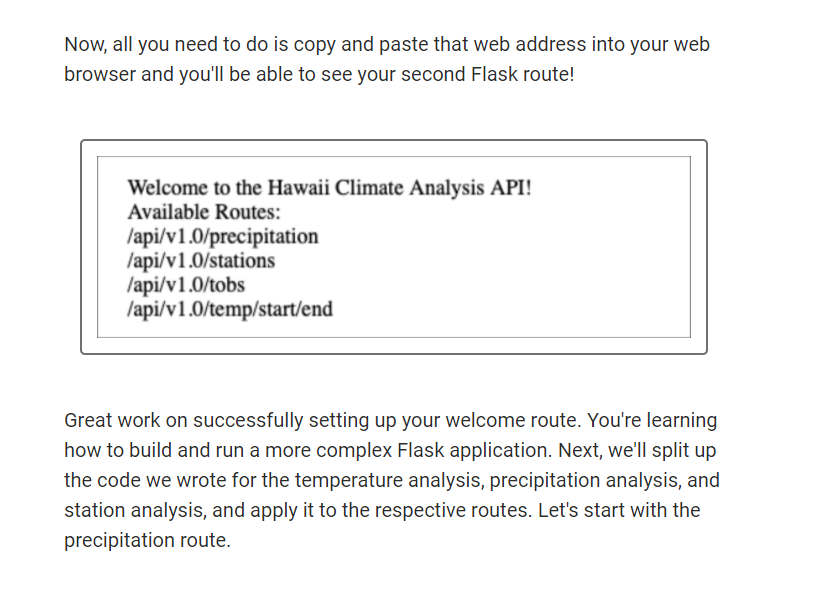 Now, all you need to do is copy and paste that web address into your web
browser and you'll be able to see your second Flask route!
Welcome to the Hawaii Climate Analysis API!
Available Routes:
/api/v1.0/precipitation
/api/v1.0/stations
/api/v1.0/tobs
/api/v1.0/temp/start/end
Great work on successfully setting up your welcome route. You're learning
how to build and run a more complex Flask application. Next, we'll split up
the code we wrote for the temperature analysis, precipitation analysis, and
station analysis, and apply it to the respective routes. Let's start with the
precipitation route.